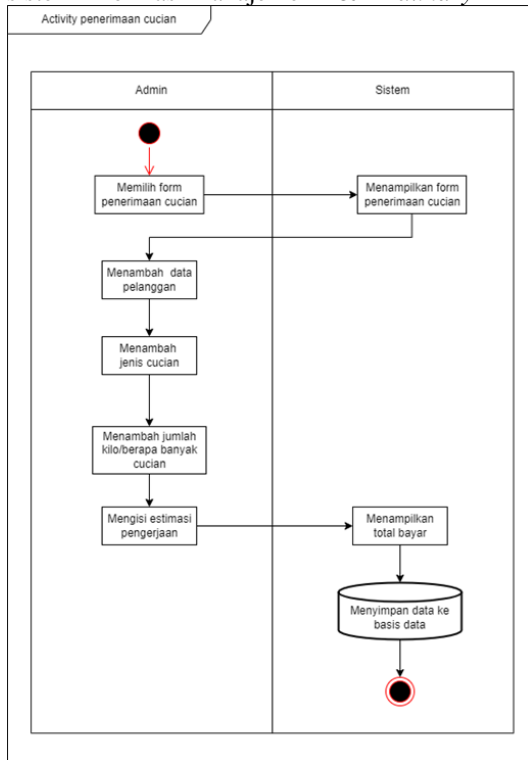 Activity penerimaan cucian
Admin
Sistem
Memilih form
penerimaan cucian
Menampilkan form
penerimaan cucian
Menambah data
pelanggan
Menambah
jenis cucian
Menambah jumlah
kilo/berapa banyak
cucian
Mengisi estimasi
pengerjaan
Menampilkan
total bayar
Menyimpan data ke
basis data